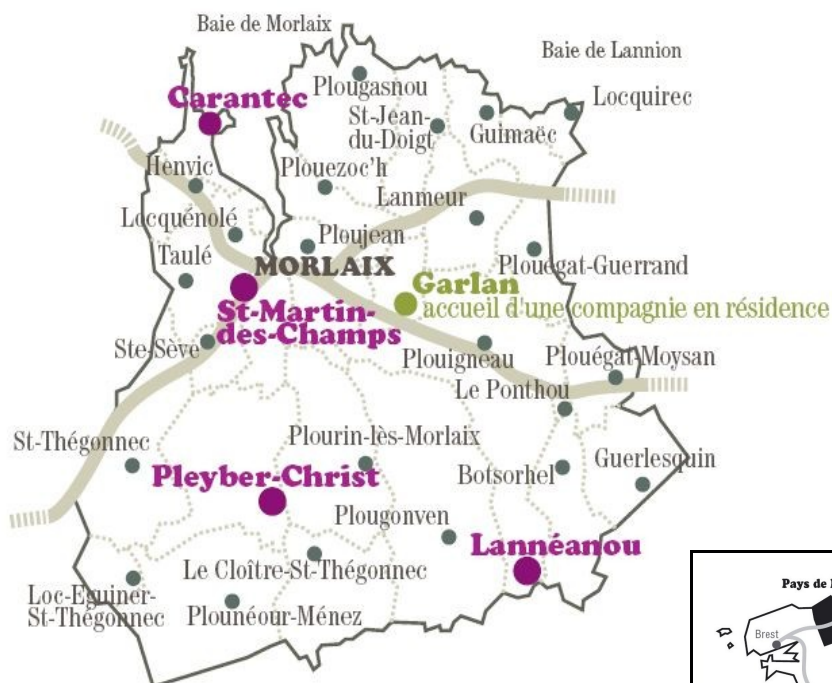 Baie de Morlaix
Baie de Lannion
Plougasnou
Carantec
Locquirec
St-Jean-
du-Doigt
Guimaëc
Henvic
Plouezoc'h
Lanmeur
Locquénolé
Ploujean
Taulé
MORLAIX
Plouégat-Guerrand
Garlan
accueil d'une compagnie en résidence
St-Martin-
des-Champs
Ste-Sève
Plouigneau
Plouégat-Moysan
Le Ponthou
St-Thégonnec
Plourin-lès-Morlaix
Pleyber-Christ
Botsorhel
Guerlesquin
Plougonven
Lannéanou
Le Cloître-St-Thégonnec
Loc-Eguiner-
St-Thégonnec
Plounéour-Ménez
Pays de
Brest